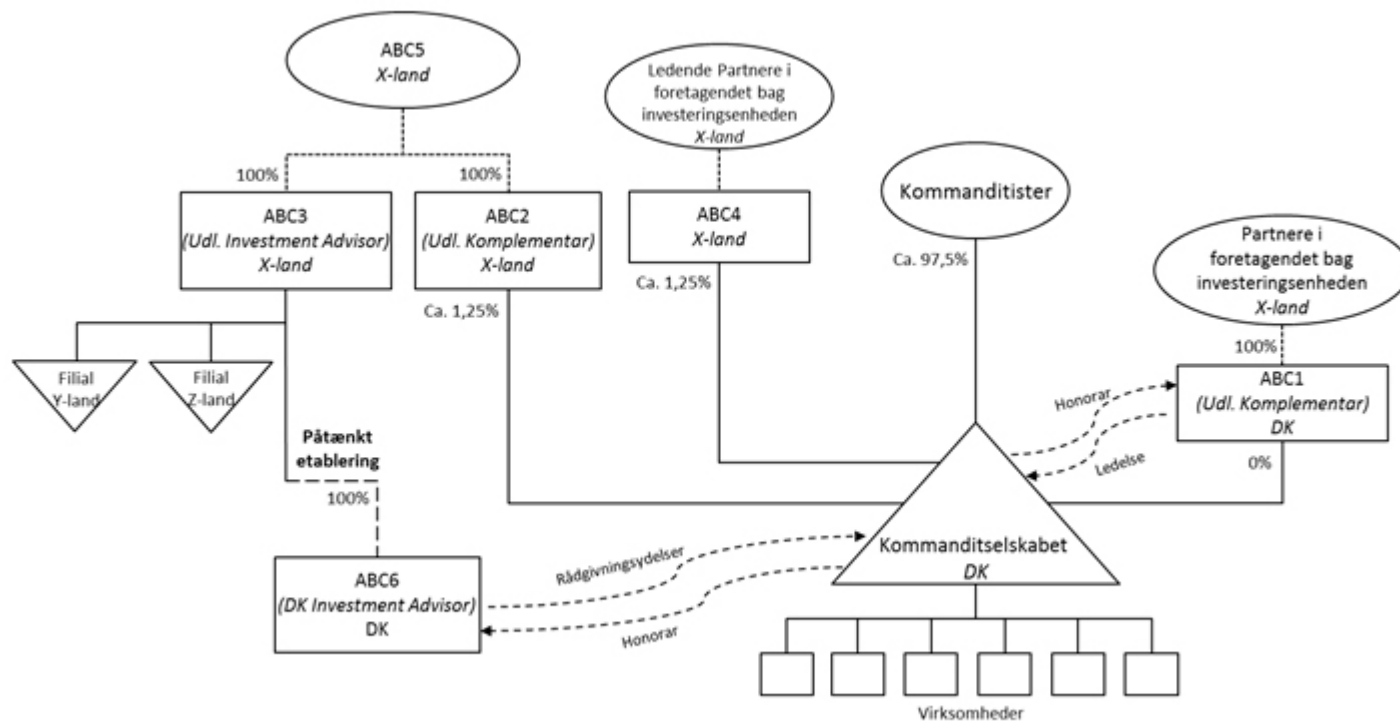 ABC5
X-land
Ledende Partnere i
foretagendet bag
investeringsenheden
X-land
Kommanditister
Partnere i
foretagendet bag
investeringsenheden
X-land
100%
100%
Ca. 97,5%
100%
ABC3
(Udl. Investment Advisor)
X-land
ABC2
(Udl. Komplementar)
X-land
ABC4
X-land
ABC1
(Udl. Komplementar)
DK
Ca. 1,25%
Ca. 1,25%
0%
Filial
Y-land
Filial
Z-land
Honorar
Ledelse
Påtænkt
etablering
100%
Kommanditselskabet
DK
ABC6
(DK Investment Advisor)
DK
Rådgivningsydelser
Honorar
Virksomheder